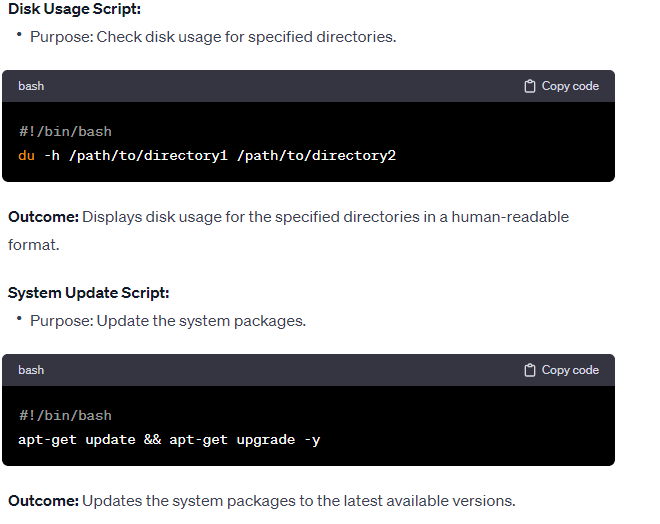 Disk Usage Script:
• Purpose: Check disk usage for specified directories.
bash Copy code
#!/bin/bash
du -h /path/to/directory1 /path/to/directory2
Outcome: Displays disk usage for the specified directories in a human-readable
format.
System Update Script:
• Purpose: Update the system packages.
bash Copy code
#!/bin/bash
apt-get update && apt-get upgrade -y
Outcome: Updates the system packages to the latest available versions.